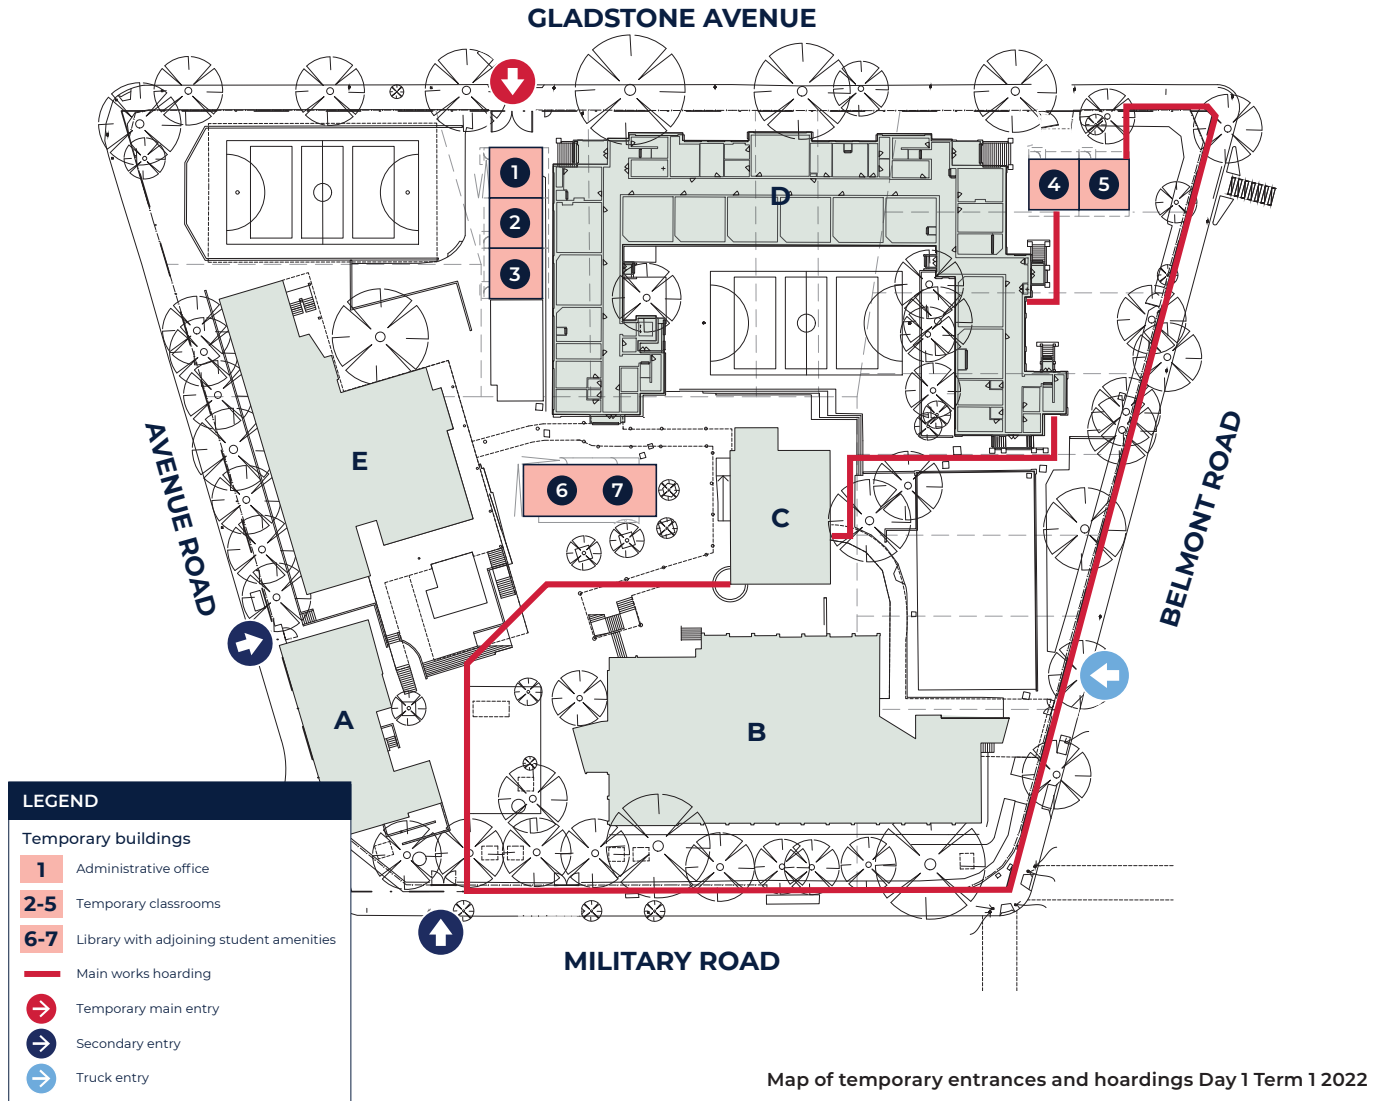 GLADSTONE AVENUE
1
2
3
D
4
5
AVENUE ROAD
E
6
7
C
BELMONT ROAD
A
B
MILITARY ROAD
LEGEND
Temporary buildings
1 Administrative office
2-5 Temporary classrooms
6-7 Library with adjoining student amenities
Main works hoarding
Temporary main entry
Secondary entry
Truck entry
Map of temporary entrances and hoardings Day 1 Term 1 2022